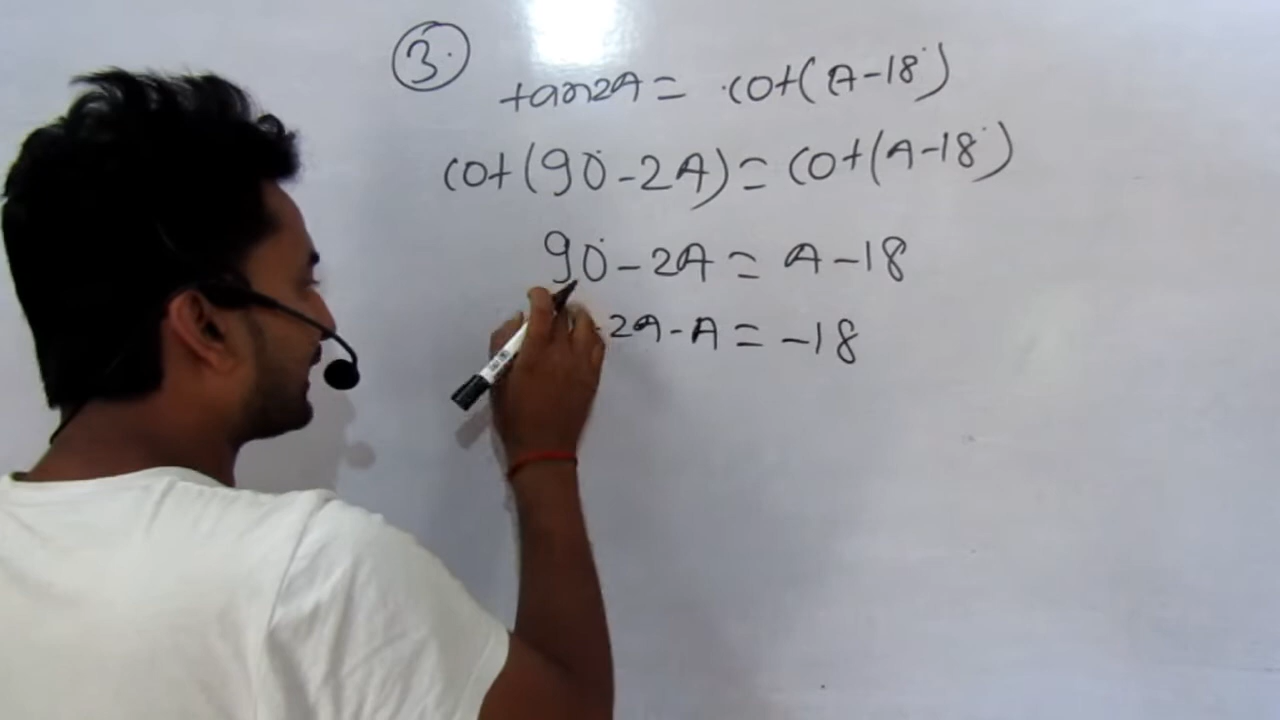 3.
tan2A = cot(A-18°)
cot(90°-2A) = cot(A-18°)
90°-2A = A-18
-2A-A = -18